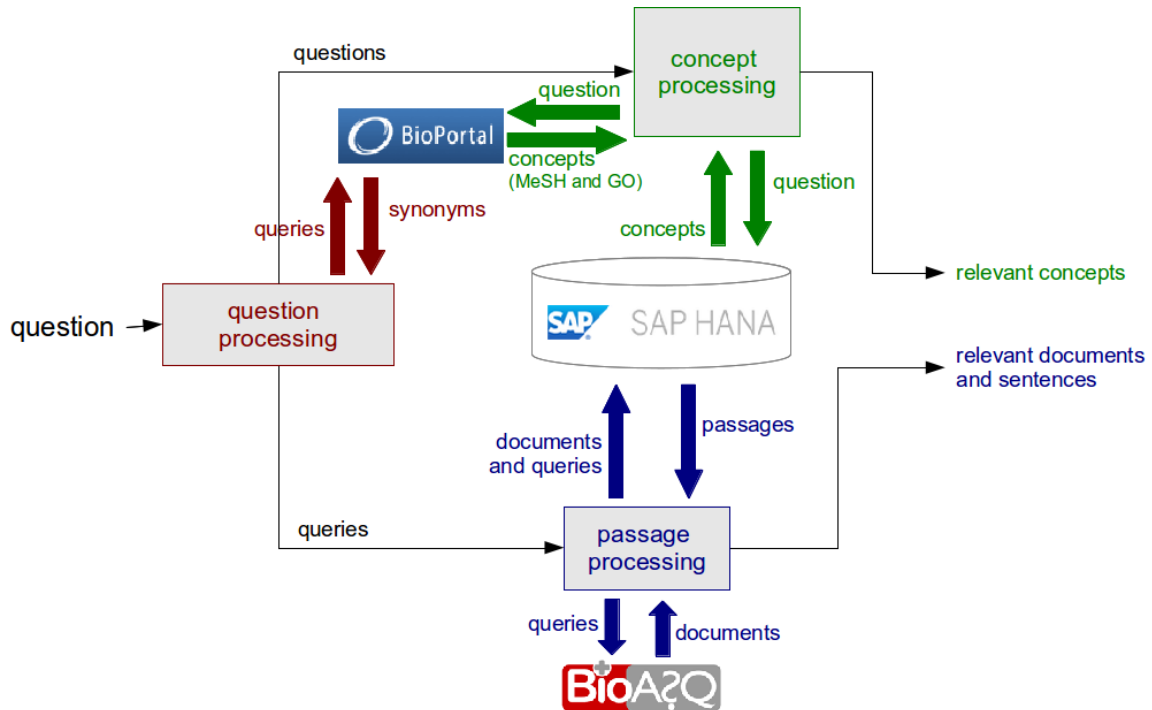 questions
concept
processing
question
BioPortal
concepts
(MeSH and GO)
synonyms
queries
question
concepts
relevant concepts
question
question
processing
SAP
SAP HANA
relevant documents
and sentences
documents
and queries
passages
queries
passage
processing
queries
documents
BioASQ